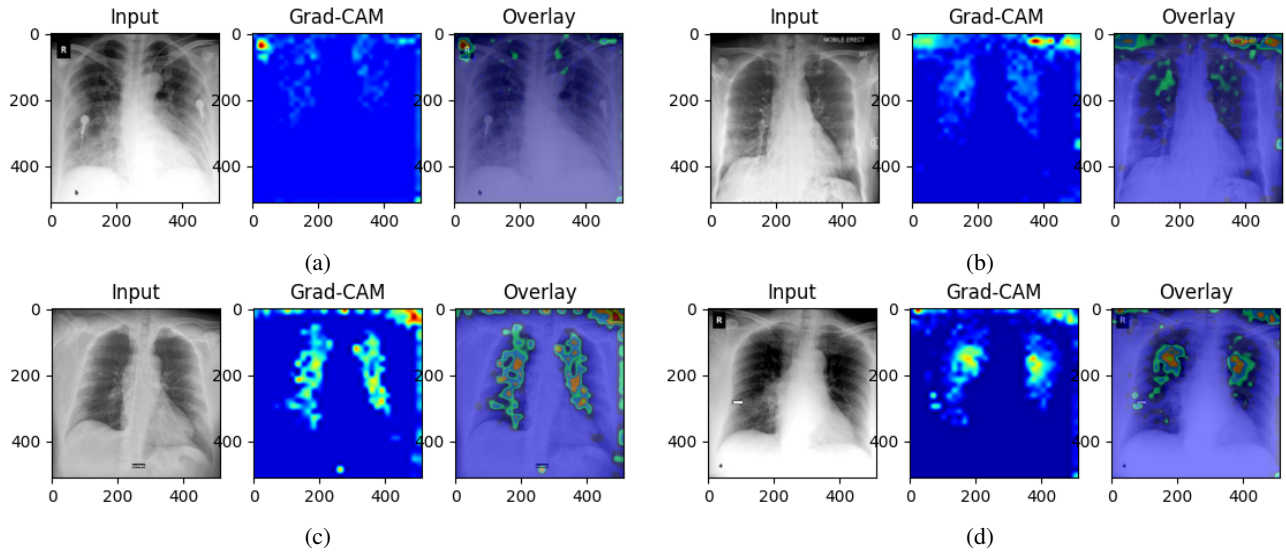 Input Grad-CAM Overlay Input Grad-CAM Overlay
0 0 0 0 0 0
R R MOBILE ERECT
200 200 200 200 200 200
400 400 400 400 400 400
0 200 400 0 200 400 0 200 400 0 200 400 0 200 400 0 200 400
(a) (b)
Input Grad-CAM Overlay Input Grad-CAM Overlay
0 0 0 0 0 0
R R
200 200 200 200 200 200
400 400 400 400 400 400
0 200 400 0 200 400 0 200 400 0 200 400 0 200 400 0 200 400
(c) (d)